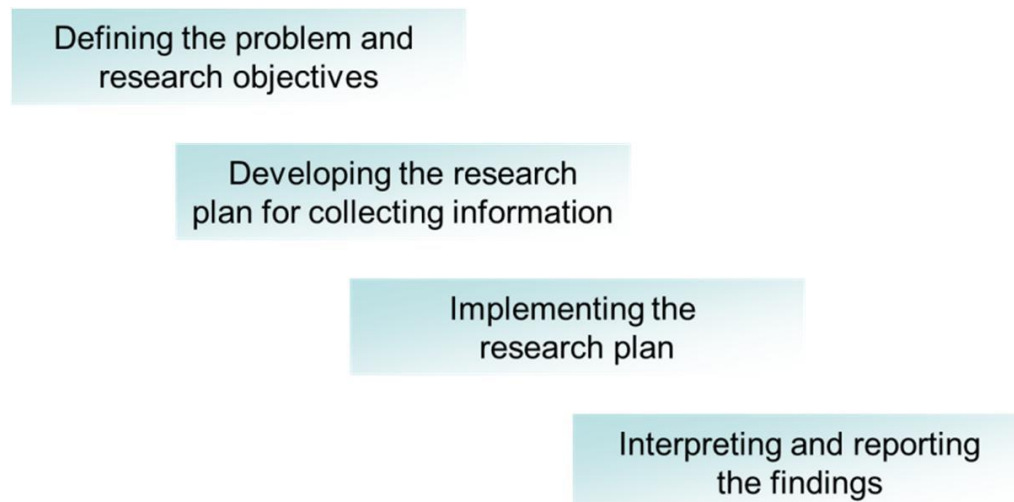 Defining the problem and
research objectives
Developing the research
plan for collecting information
Implementing the
research plan
Interpreting and reporting
the findings